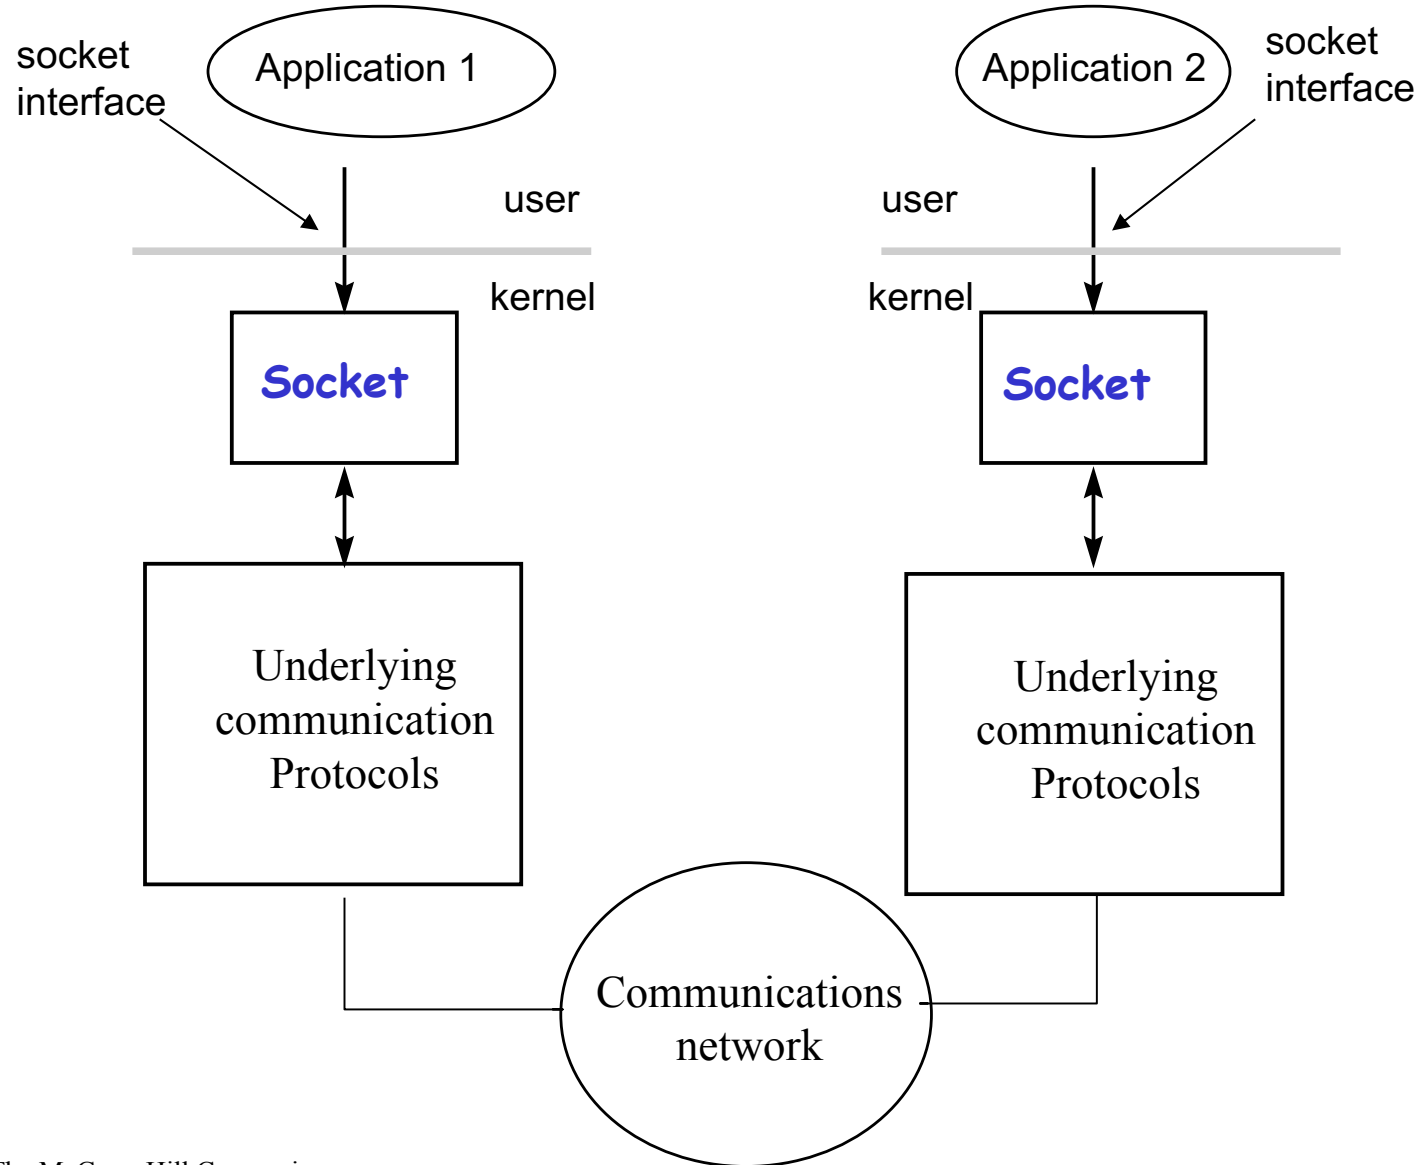 socket
interface
Application 1
user
kernel
Socket
Underlying
communication
Protocols
Application 2
socket
interface
user
kernel
Socket
Underlying
communication
Protocols
Communications
network